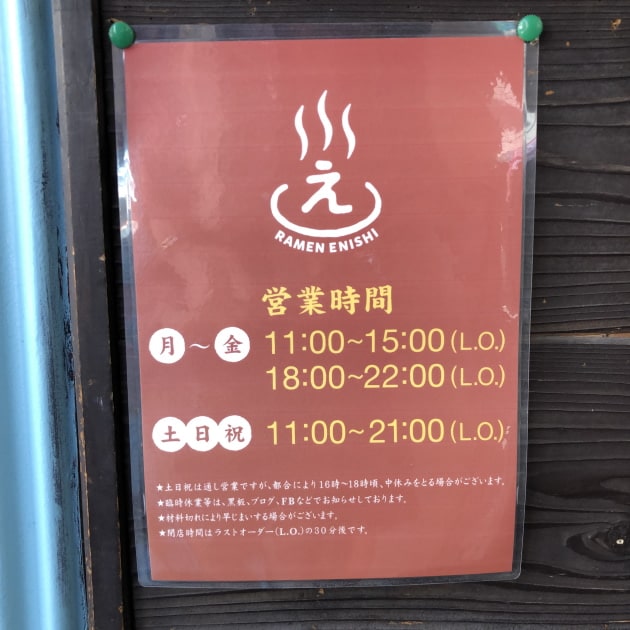 え
RAMEN ENISHI
営業時間
月～金 11:00～15:00(L.O.)
18:00～22:00(L.O.)
土日祝 11:00～21:00(L.O.)
★土日祝は通し営業ですが、都合により16時～18時頃、中休みをとる場合がございます。
★臨時休業等は、黒板、ブログ、FBなどでお知らせしております。
★材料切れにより早じまいする場合がございます。
★閉店時間はラストオーダー(L.O.)の30分後です。